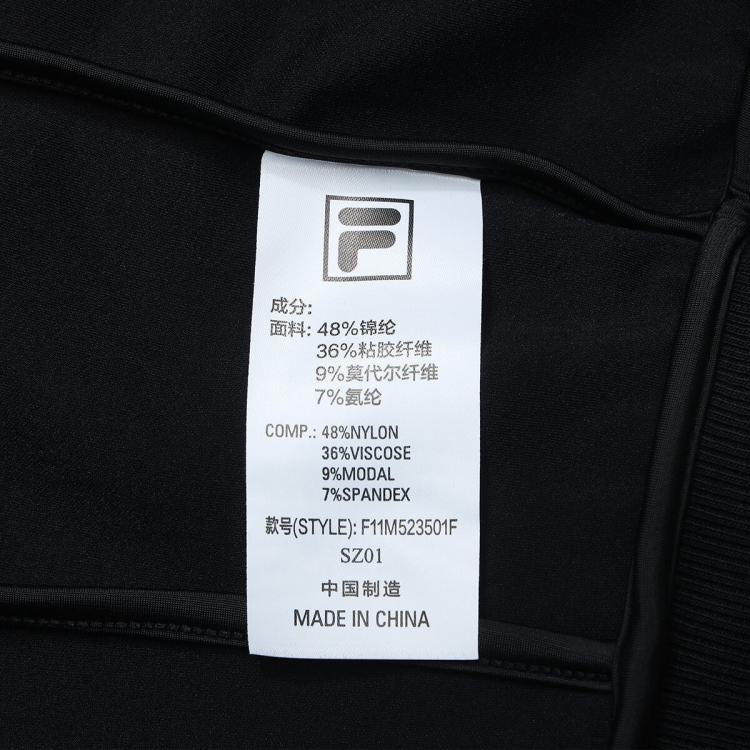 F
成分:
面料: 48%锦纶
36%粘胶纤维
9%莫代尔纤维
7%氨纶
COMP.: 48%NYLON
36%VISCOSE
9%MODAL
7%SPANDEX
款号(STYLE): F11M523501F
SZ01
中国制造
MADE IN CHINA